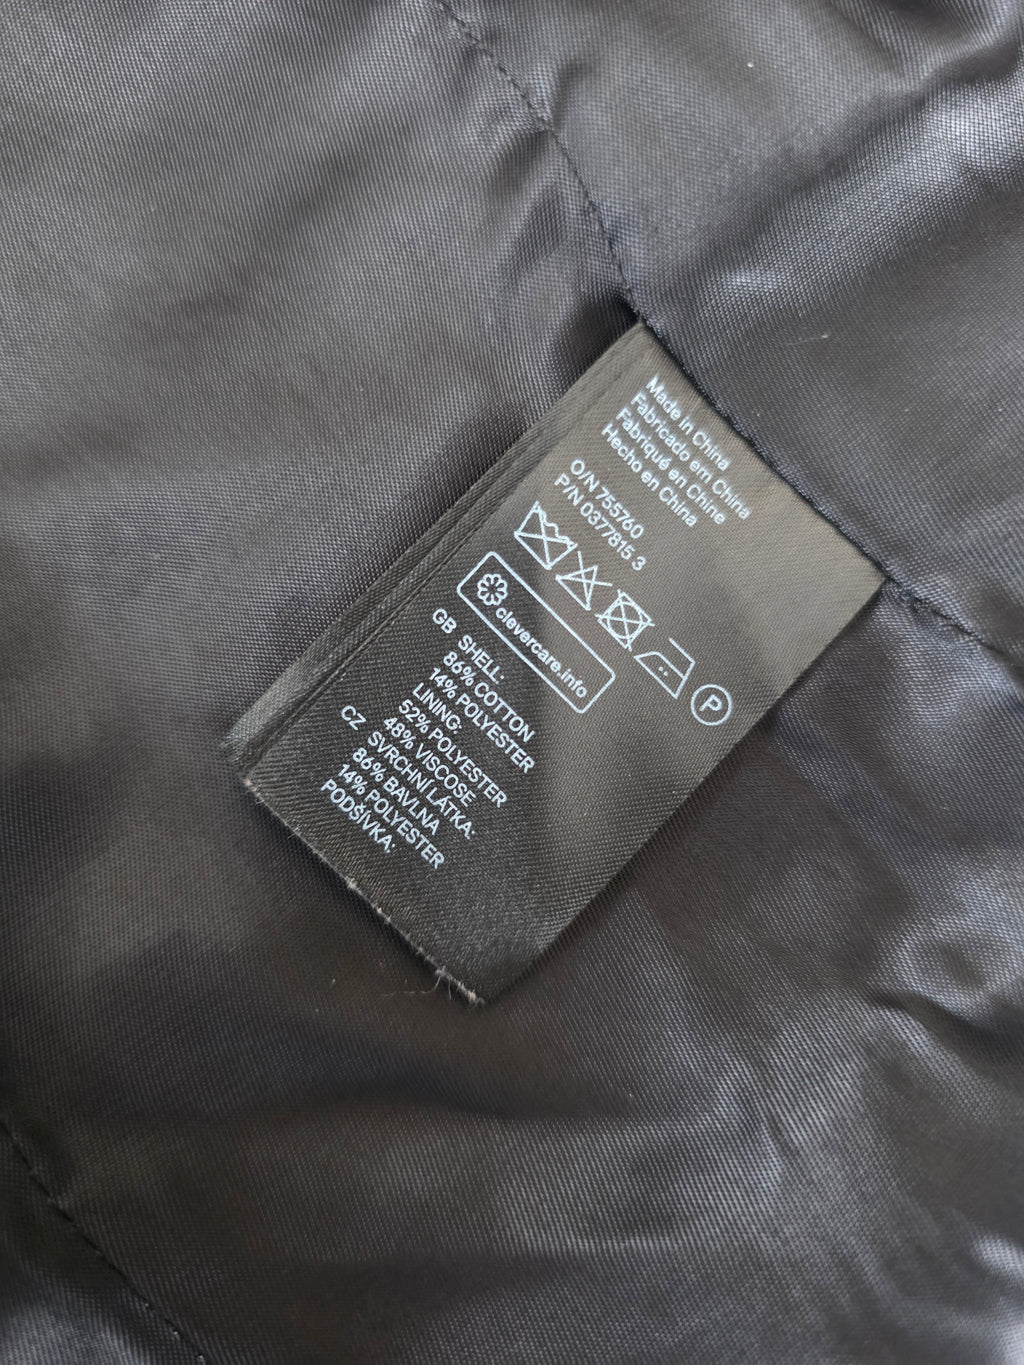 Made in China
Fabricado em China
Fabriqué en Chine
Hecho en China
O/N 755760
P/N 0377815 3
P
clevercare.info
GB SHELL:
86% COTTON
14% POLYESTER
LINING:
52% POLYESTER
48% VISCOSE
CZ SVRCHNÍ LÁTKA:
86% BAVLNA
14% POLYESTER
PODŠÍVKA: